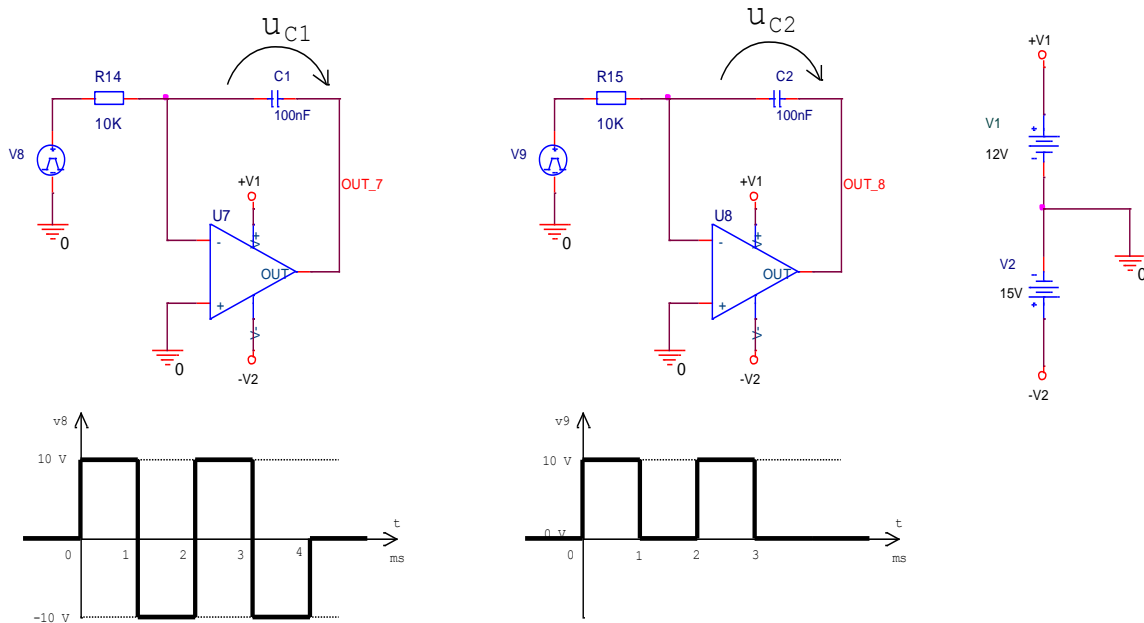 uC1
R14
C1
10K
100nF
V8
+
-
0
+V1
OUT_7
U7
-
V+
OUT
+
V-
0
-V2
uC2
R15
C2
10K
100nF
V9
+
-
0
+V1
OUT_8
U8
-
V+
OUT
+
V-
0
-V2
+V1
V1
+
12V
-
0
V2
-
15V
+
-V2
v8
10 V
t
0 1 2 3 4
ms
-10 V
v9
10 V
0 V
t
0 1 2 3
ms